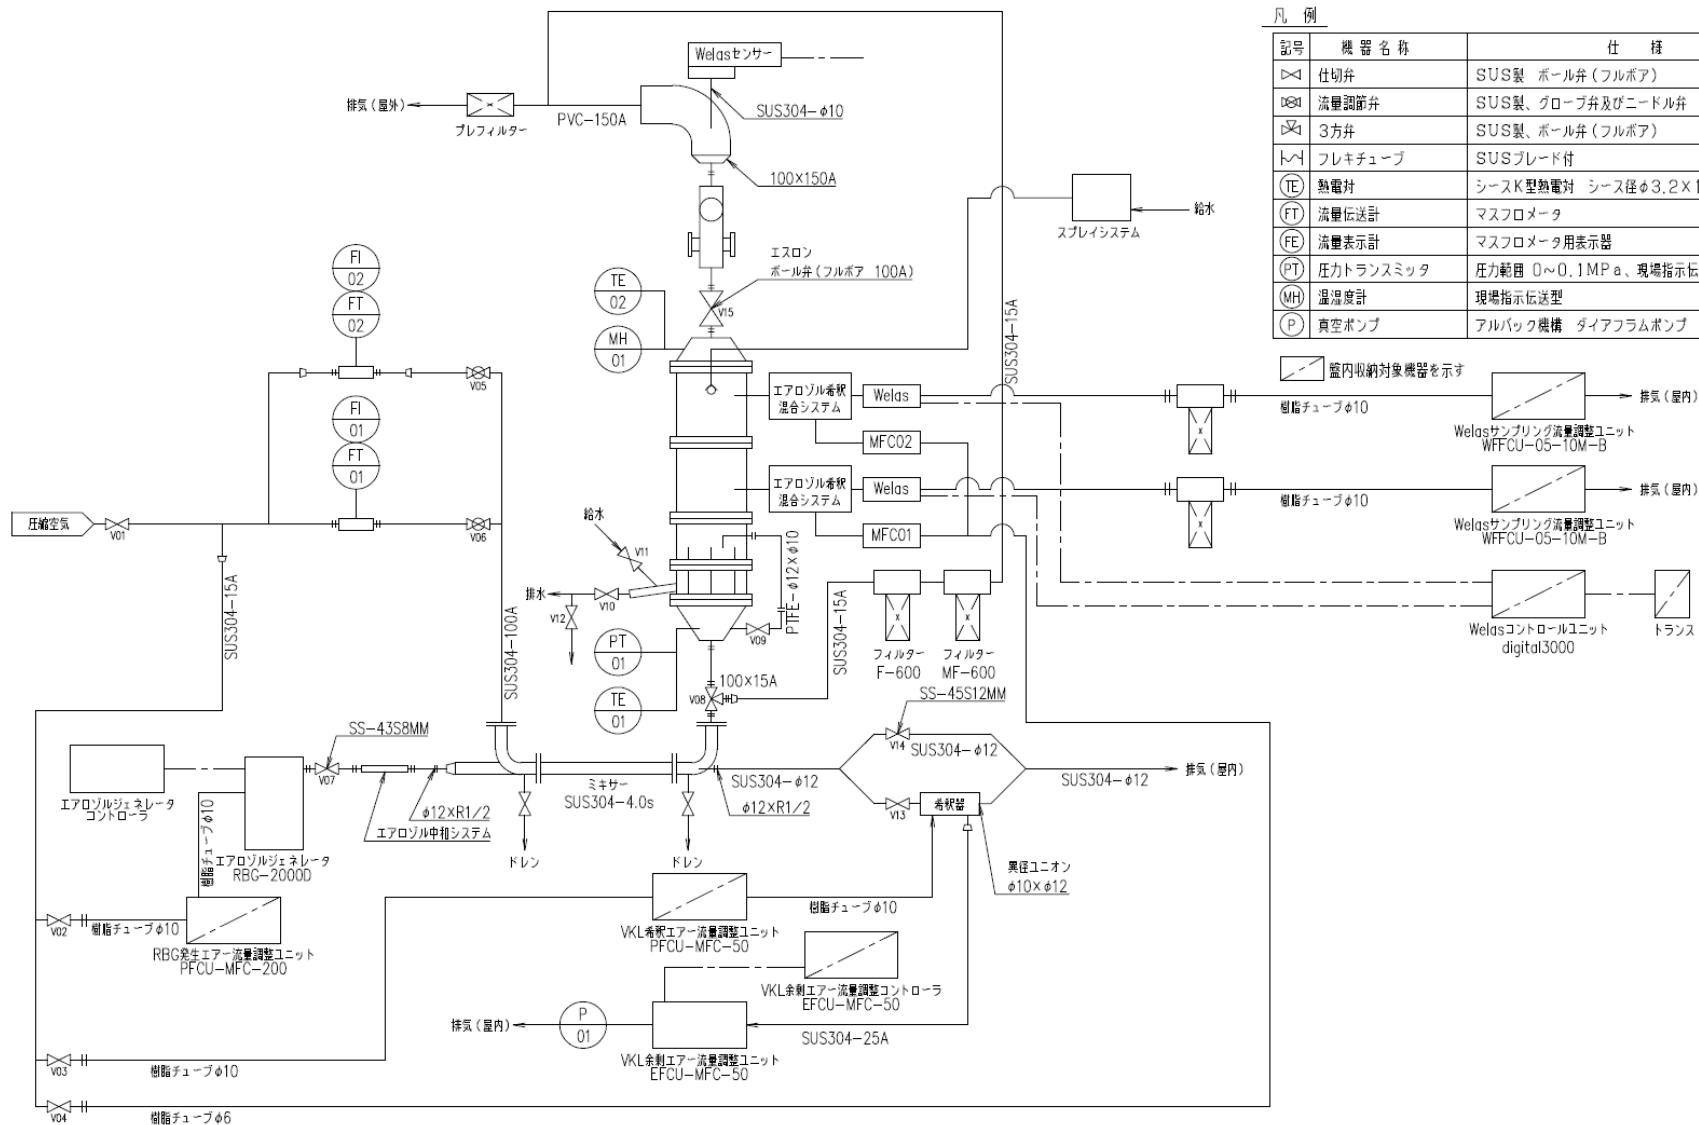 凡 例
記号 機器名称 仕 様
仕切弁 SUS製 ボール弁(フルボア)
流量調節弁 SUS製、グローブ弁及びニードル弁
3方弁 SUS製、ボール弁(フルボア)
フレキチューブ SUSブレード付
TE 熱電対 シースK型熱電対 シース径φ3.2×1
FT 流量伝送計 マスフロメータ
FE 流量表示計 マスフロメータ用表示器
PT 圧力トランスミッタ 圧力範囲 0~0.1MPa、現場指示伝
MH 温湿度計 現場指示伝送型
P 真空ポンプ アルバック機構 ダイアフラムポンプ
盤内収納対象機器を示す
Welasセンサー
排気(屋外)
プレフィルター
PVC-150A
SUS304-φ10
100×150A
給水
スプレイシステム
エスロン
ボール弁(フルボア 100A)
V15
FI
02
FT
02
TE
02
MH
01
SUS304-15A
V05
FI
01
FT
01
エアロゾル希釈
混合システム
Welas
MFC02
樹脂チューブφ10
排気(屋内)
Welasサンプリング流量調整ユニット
WFFCU-05-10M-B
エアロゾル希釈
混合システム
Welas
MFC01
樹脂チューブφ10
排気(屋内)
Welasサンプリング流量調整ユニット
WFFCU-05-10M-B
圧縮空気
V01
V06
給水
V11
排水
V10
V12
PTFE-φ12×φ10
V09
SUS304-15A
SUS304-100A
SUS304-15A
フィルター
F-600
フィルター
MF-600
Welasコントロールユニット
digital3000
トランス
PT
01
TE
01
100×15A
V08
SS-45S12MM
V14
SUS304-φ12
SS-43S8MM
V07
エアロゾルジェネレータ
コントローラ
樹脂チューブφ10
エアロゾルジェネレータ
RBG-2000D
φ12×R1/2
エアロゾル中和システム
ミキサー
SUS304-4.0s
SUS304-φ12
φ12×R1/2
V13
希釈器
SUS304-φ12
排気(屋内)
ドレン
ドレン
異径ユニオン
φ10×φ12
V02
樹脂チューブφ10
RBG発生エアー流量調整ユニット
PFCU-MFC-200
樹脂チューブφ10
VKL希釈エアー流量調整ユニット
PFCU-MFC-50
VKL余剰エアー流量調整コントローラ
EFCU-MFC-50
排気(屋内)
P
01
SUS304-25A
VKL余剰エアー流量調整ユニット
EFCU-MFC-50
V03
樹脂チューブφ10
V04
樹脂チューブφ6